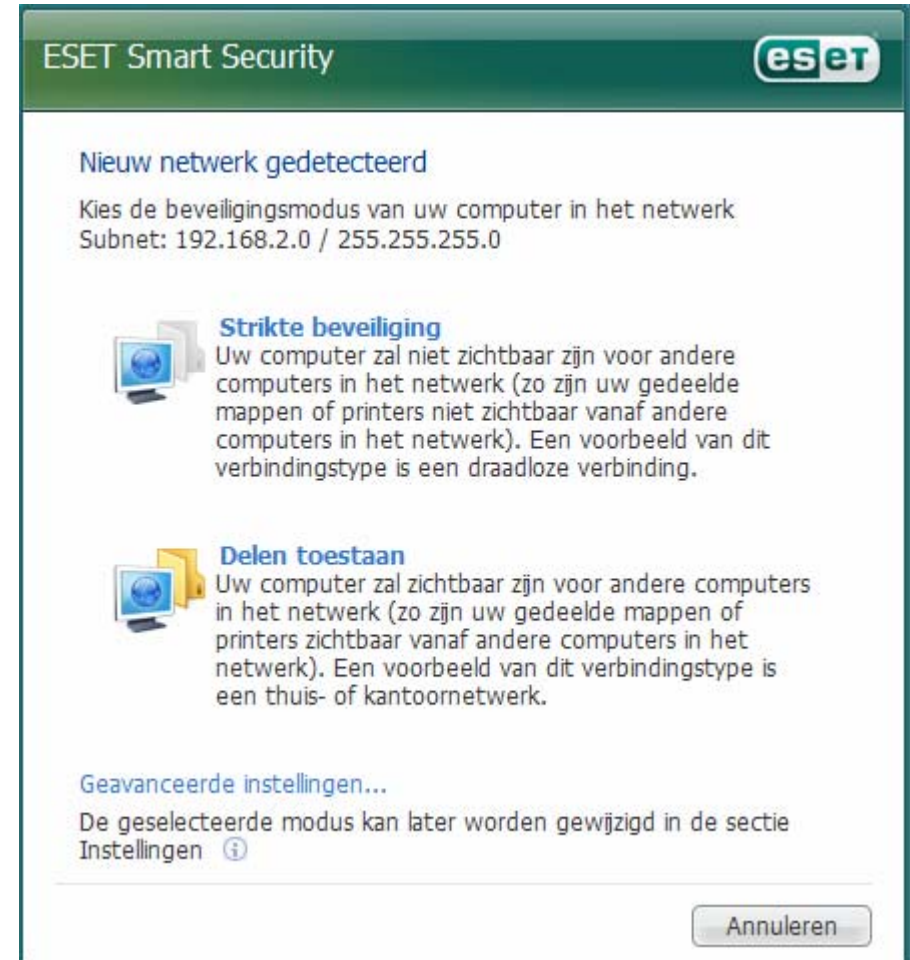 ESET Smart Security
eseT
Nieuw netwerk gedetecteerd
Kies de beveiligingsmodus van uw computer in het netwerk
Subnet: 192.168.2.0 / 255.255.255.0
Strikte beveiliging
Uw computer zal niet zichtbaar zijn voor andere
computers in het netwerk (zo zijn uw gedeelde
mappen of printers niet zichtbaar vanaf andere
computers in het netwerk). Een voorbeeld van dit
verbindingstype is een draadloze verbinding.
Delen toestaan
Uw computer zal zichtbaar zijn voor andere computers
in het netwerk (zo zijn uw gedeelde mappen of
printers zichtbaar vanaf andere computers in het
netwerk). Een voorbeeld van dit verbindingstype is
een thuis- of kantoornetwerk.
Geavanceerde instellingen...
De geselecteerde modus kan later worden gewijzigd in de sectie
Instellingen
Annuleren